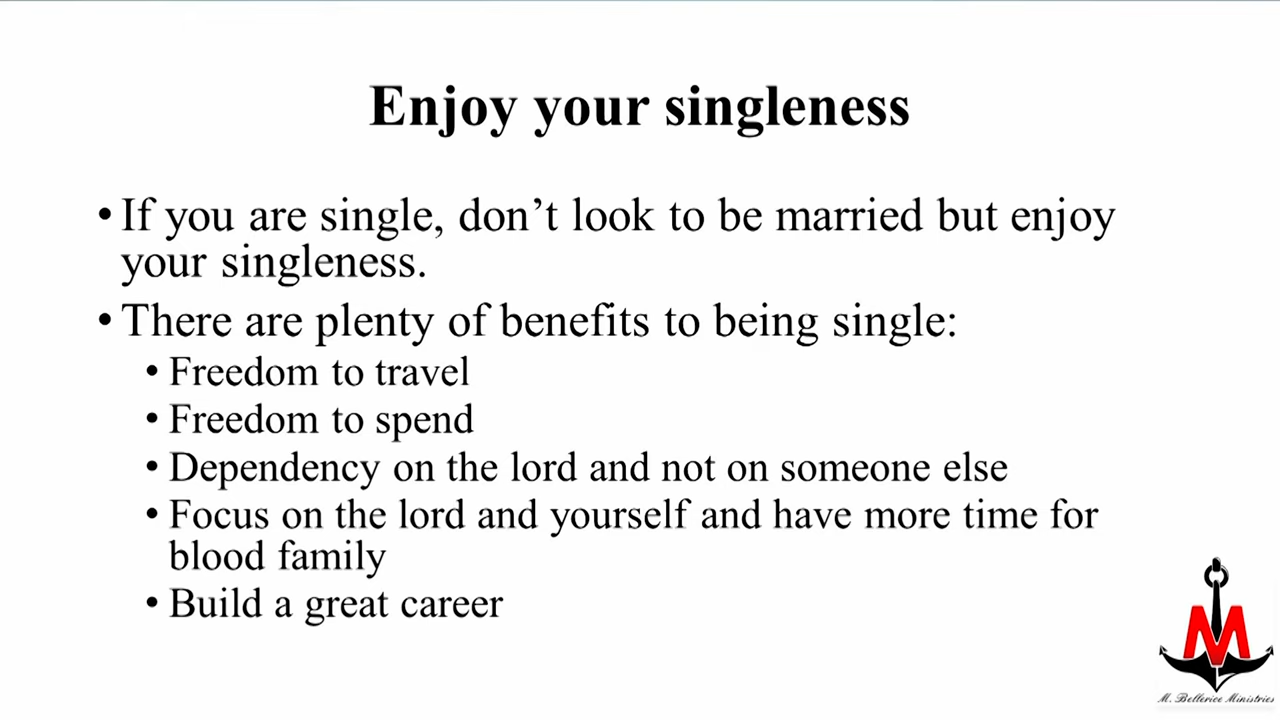 Enjoy your singleness
• If you are single, don’t look to be married but enjoy
your singleness.
• There are plenty of benefits to being single:
• Freedom to travel
• Freedom to spend
• Dependency on the lord and not on someone else
• Focus on the lord and yourself and have more time for
blood family
• Build a great career
M
M. Bellerice Ministries